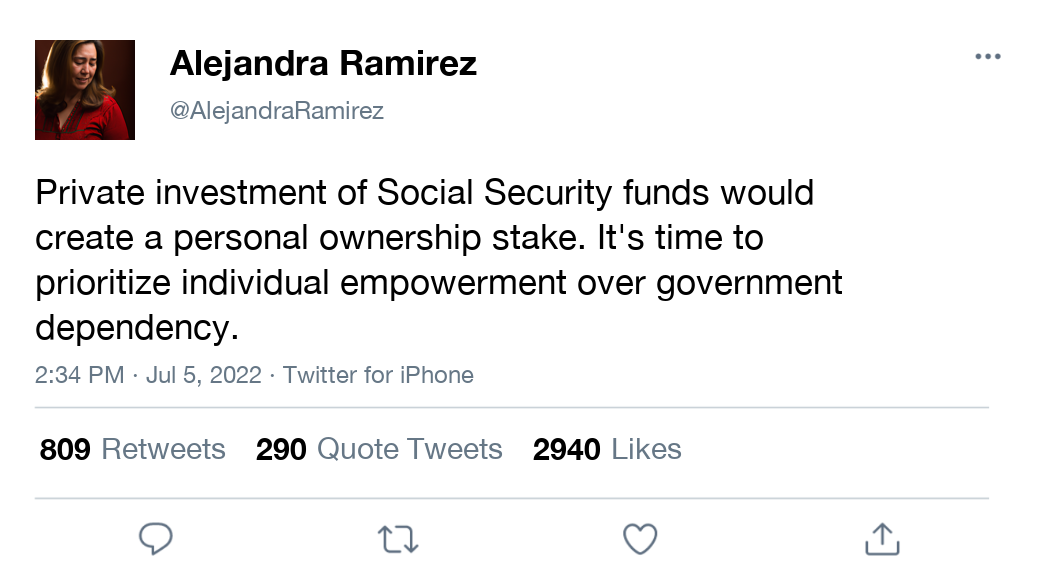 Alejandra Ramirez
@AlejandraRamirez
Private investment of Social Security funds would
create a personal ownership stake. It's time to
prioritize individual empowerment over government
dependency.
2:34 PM · Jul 5, 2022 · Twitter for iPhone
809 Retweets 290 Quote Tweets 2940 Likes